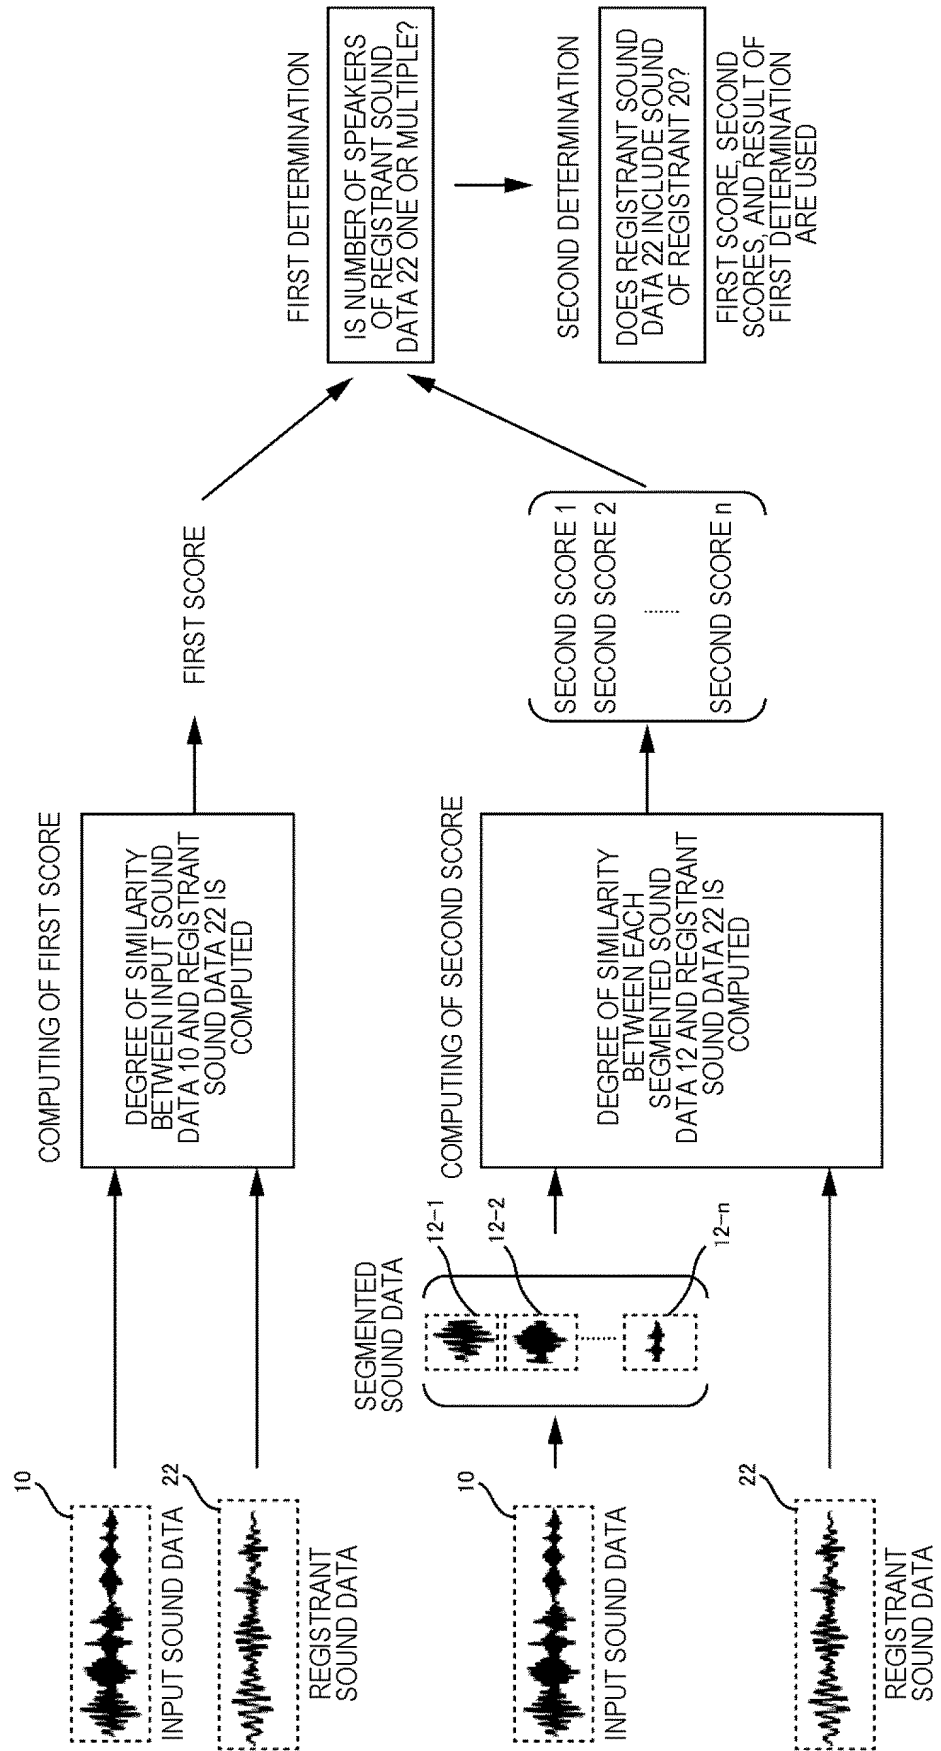 10
INPUT SOUND DATA
22
REGISTRANT
SOUND DATA
COMPUTING OF FIRST SCORE
DEGREE OF SIMILARITY
BETWEEN INPUT SOUND
DATA 10 AND REGISTRANT
SOUND DATA 22 IS
COMPUTED
FIRST SCORE
10
INPUT SOUND DATA
SEGMENTED
SOUND DATA
12-1
12-2
12-n
22
REGISTRANT
SOUND DATA
COMPUTING OF SECOND SCORE
DEGREE OF SIMILARITY
BETWEEN EACH
SEGMENTED SOUND
DATA 12 AND REGISTRANT
SOUND DATA 22 IS
COMPUTED
SECOND SCORE 1
SECOND SCORE 2
SECOND SCORE n
FIRST DETERMINATION
IS NUMBER OF SPEAKERS
OF REGISTRANT SOUND
DATA 22 ONE OR MULTIPLE?
SECOND DETERMINATION
DOES REGISTRANT SOUND
DATA 22 INCLUDE SOUND
OF REGISTRANT 20?
FIRST SCORE, SECOND
SCORES, AND RESULT OF
FIRST DETERMINATION
ARE USED